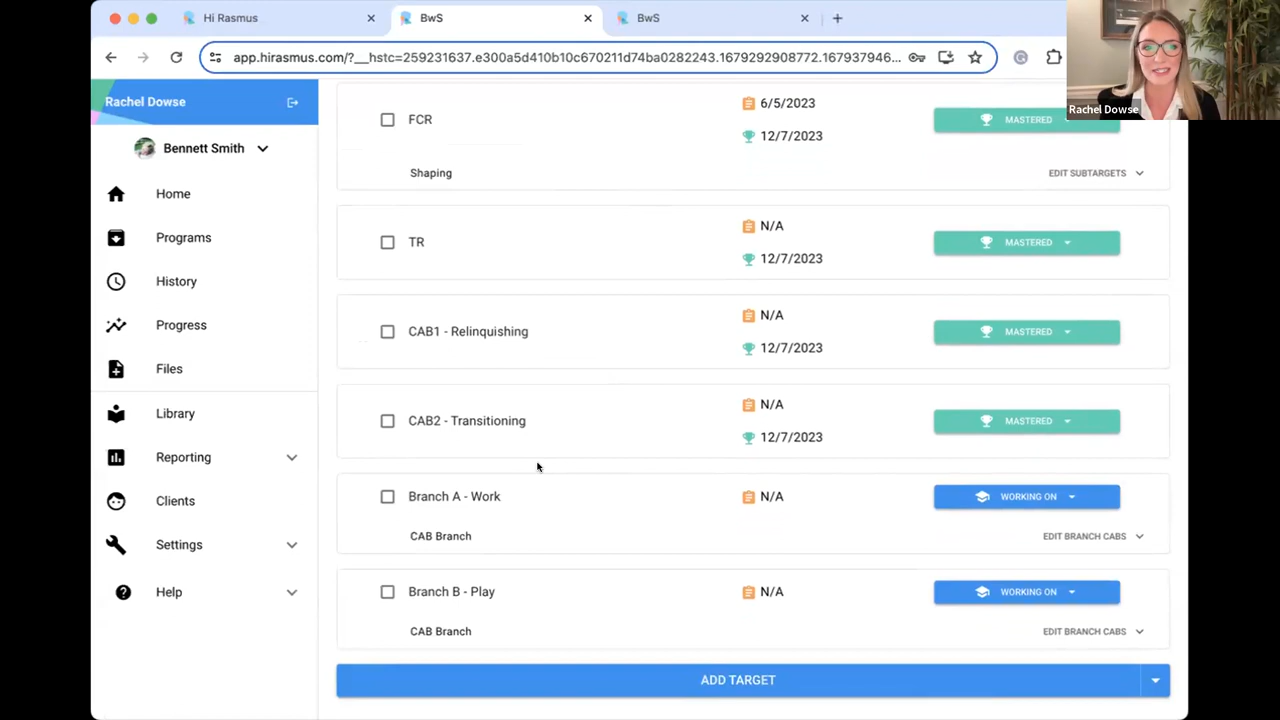 Hi Rasmus
BwS
BwS
app.hirasmus.com/?__hstc=259231637.e300a5d410b10c670211d74ba0282243.1679292908772.167937946...
Rachel Dowse
Rachel Dowse
Bennett Smith
Home
Programs
History
Progress
Files
Library
Reporting
Clients
Settings
Help
FCR
6/5/2023
12/7/2023
MASTERED
Shaping
EDIT SUBTARGETS
TR
N/A
12/7/2023
MASTERED
CAB1 - Relinquishing
N/A
12/7/2023
MASTERED
CAB2 - Transitioning
N/A
12/7/2023
MASTERED
Branch A - Work
N/A
WORKING ON
CAB Branch
EDIT BRANCH CABS
Branch B - Play
N/A
WORKING ON
CAB Branch
EDIT BRANCH CABS
ADD TARGET